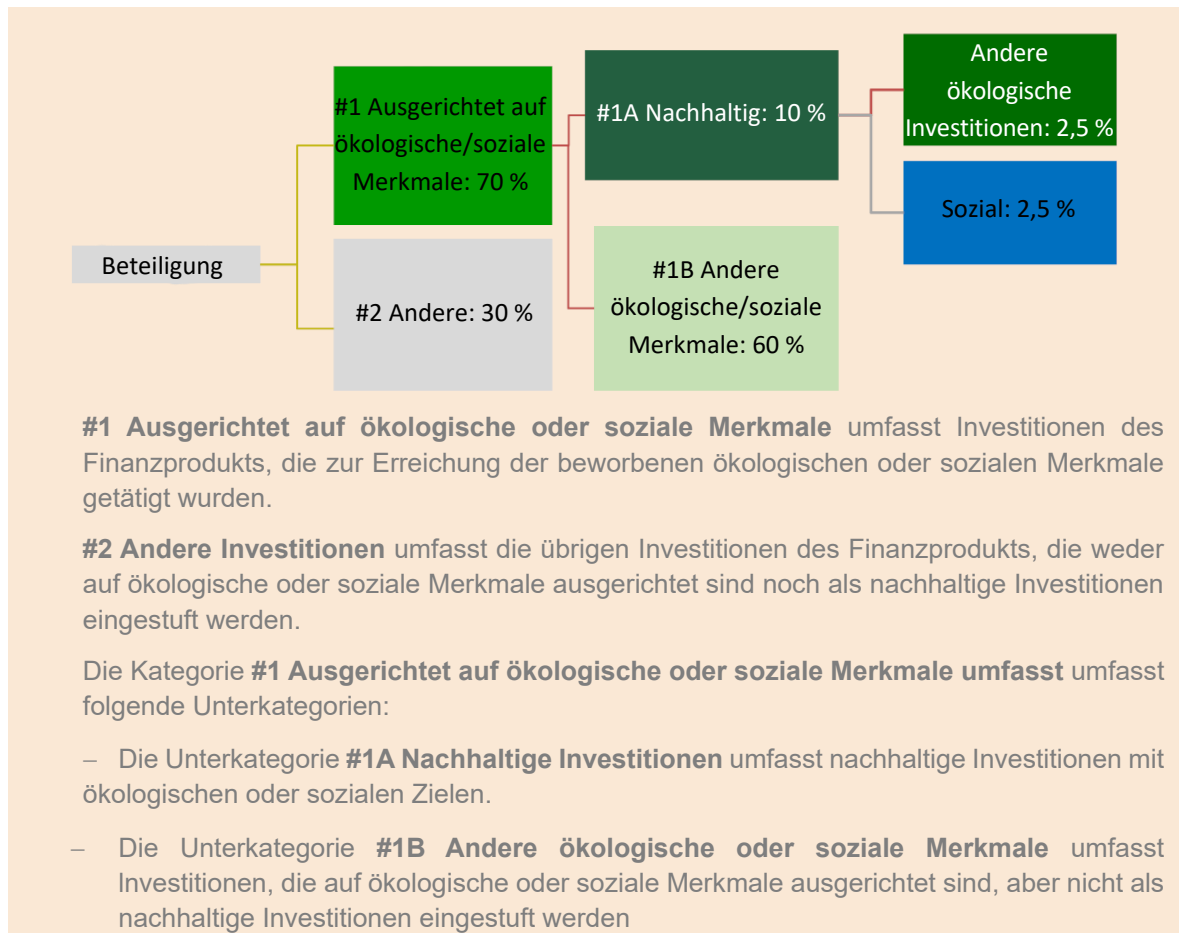 #1 Ausgerichtet auf
ökologische/soziale
Merkmale: 70 %
#1A Nachhaltig: 10 %
Andere
ökologische
Investitionen: 2,5 %
Sozial: 2,5 %
Beteiligung
#2 Andere: 30 %
#1B Andere
ökologische/soziale
Merkmale: 60 %
#1 Ausgerichtet auf ökologische oder soziale Merkmale umfasst Investitionen des
Finanzprodukts, die zur Erreichung der beworbenen ökologischen oder sozialen Merkmale
getätigt wurden.
#2 Andere Investitionen umfasst die übrigen Investitionen des Finanzprodukts, die weder
auf ökologische oder soziale Merkmale ausgerichtet sind noch als nachhaltige Investitionen
eingestuft werden.
Die Kategorie #1 Ausgerichtet auf ökologische oder soziale Merkmale umfasst umfasst
folgende Unterkategorien:
– Die Unterkategorie #1A Nachhaltige Investitionen umfasst nachhaltige Investitionen mit
ökologischen oder sozialen Zielen.
– Die Unterkategorie #1B Andere ökologische oder soziale Merkmale umfasst
Investitionen, die auf ökologische oder soziale Merkmale ausgerichtet sind, aber nicht als
nachhaltige Investitionen eingestuft werden